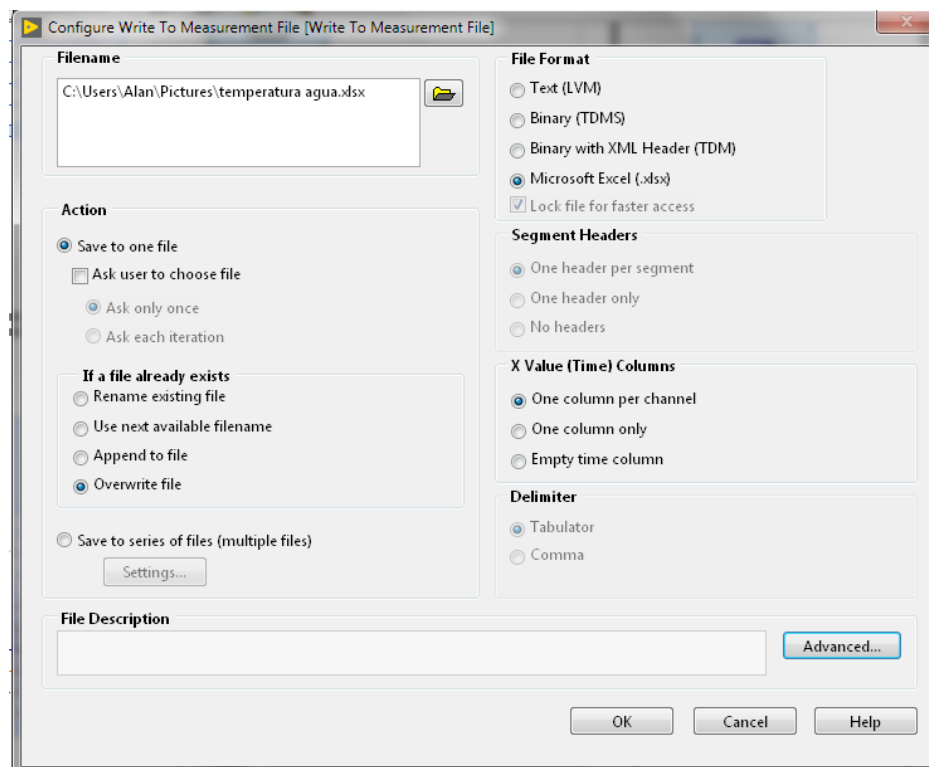 Configure Write To Measurement File [Write To Measurement File]
Filename
C:\Users\Alan\Pictures\temperatura agua.xlsx
Action
Save to one file
Ask user to choose file
Ask only once
Ask each iteration
If a file already exists
Rename existing file
Use next available filename
Append to file
Overwrite file
Save to series of files (multiple files)
Settings...
File Format
Text (LVM)
Binary (TDMS)
Binary with XML Header (TDM)
Microsoft Excel (.xlsx)
Lock file for faster access
Segment Headers
One header per segment
One header only
No headers
X Value (Time) Columns
One column per channel
One column only
Empty time column
Delimiter
Tabulator
Comma
File Description
Advanced...
OK
Cancel
Help